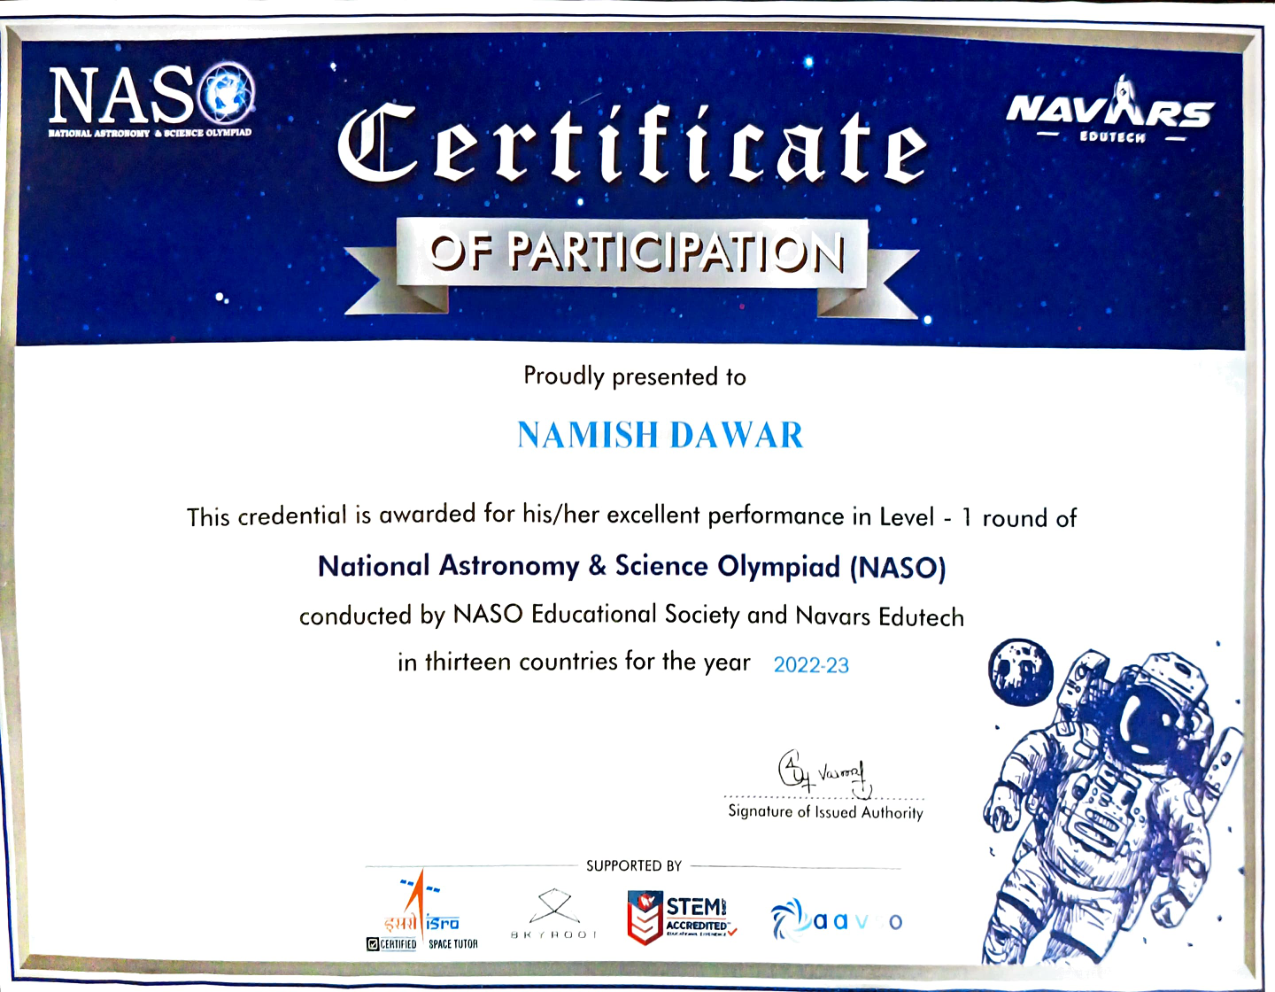 NASO
NATIONAL ASTRONOMY & SCIENCE OLYMPIAD
NAVARS
EDUTECH
Certificate
OF PARTICIPATION
Proudly presented to
NAMISH DAWAR
This credential is awarded for his/her excellent performance in Level - 1 round of
National Astronomy & Science Olympiad (NASO)
conducted by NASO Educational Society and Navars Edutech
in thirteen countries for the year 2022-23
Signature of Issued Authority
SUPPORTED BY
इसरो isro
CERTIFIED SPACE TUTOR
SKYROOT
STEM.ORG
ACCREDITED
EDUCATIONAL EXPERIENCE